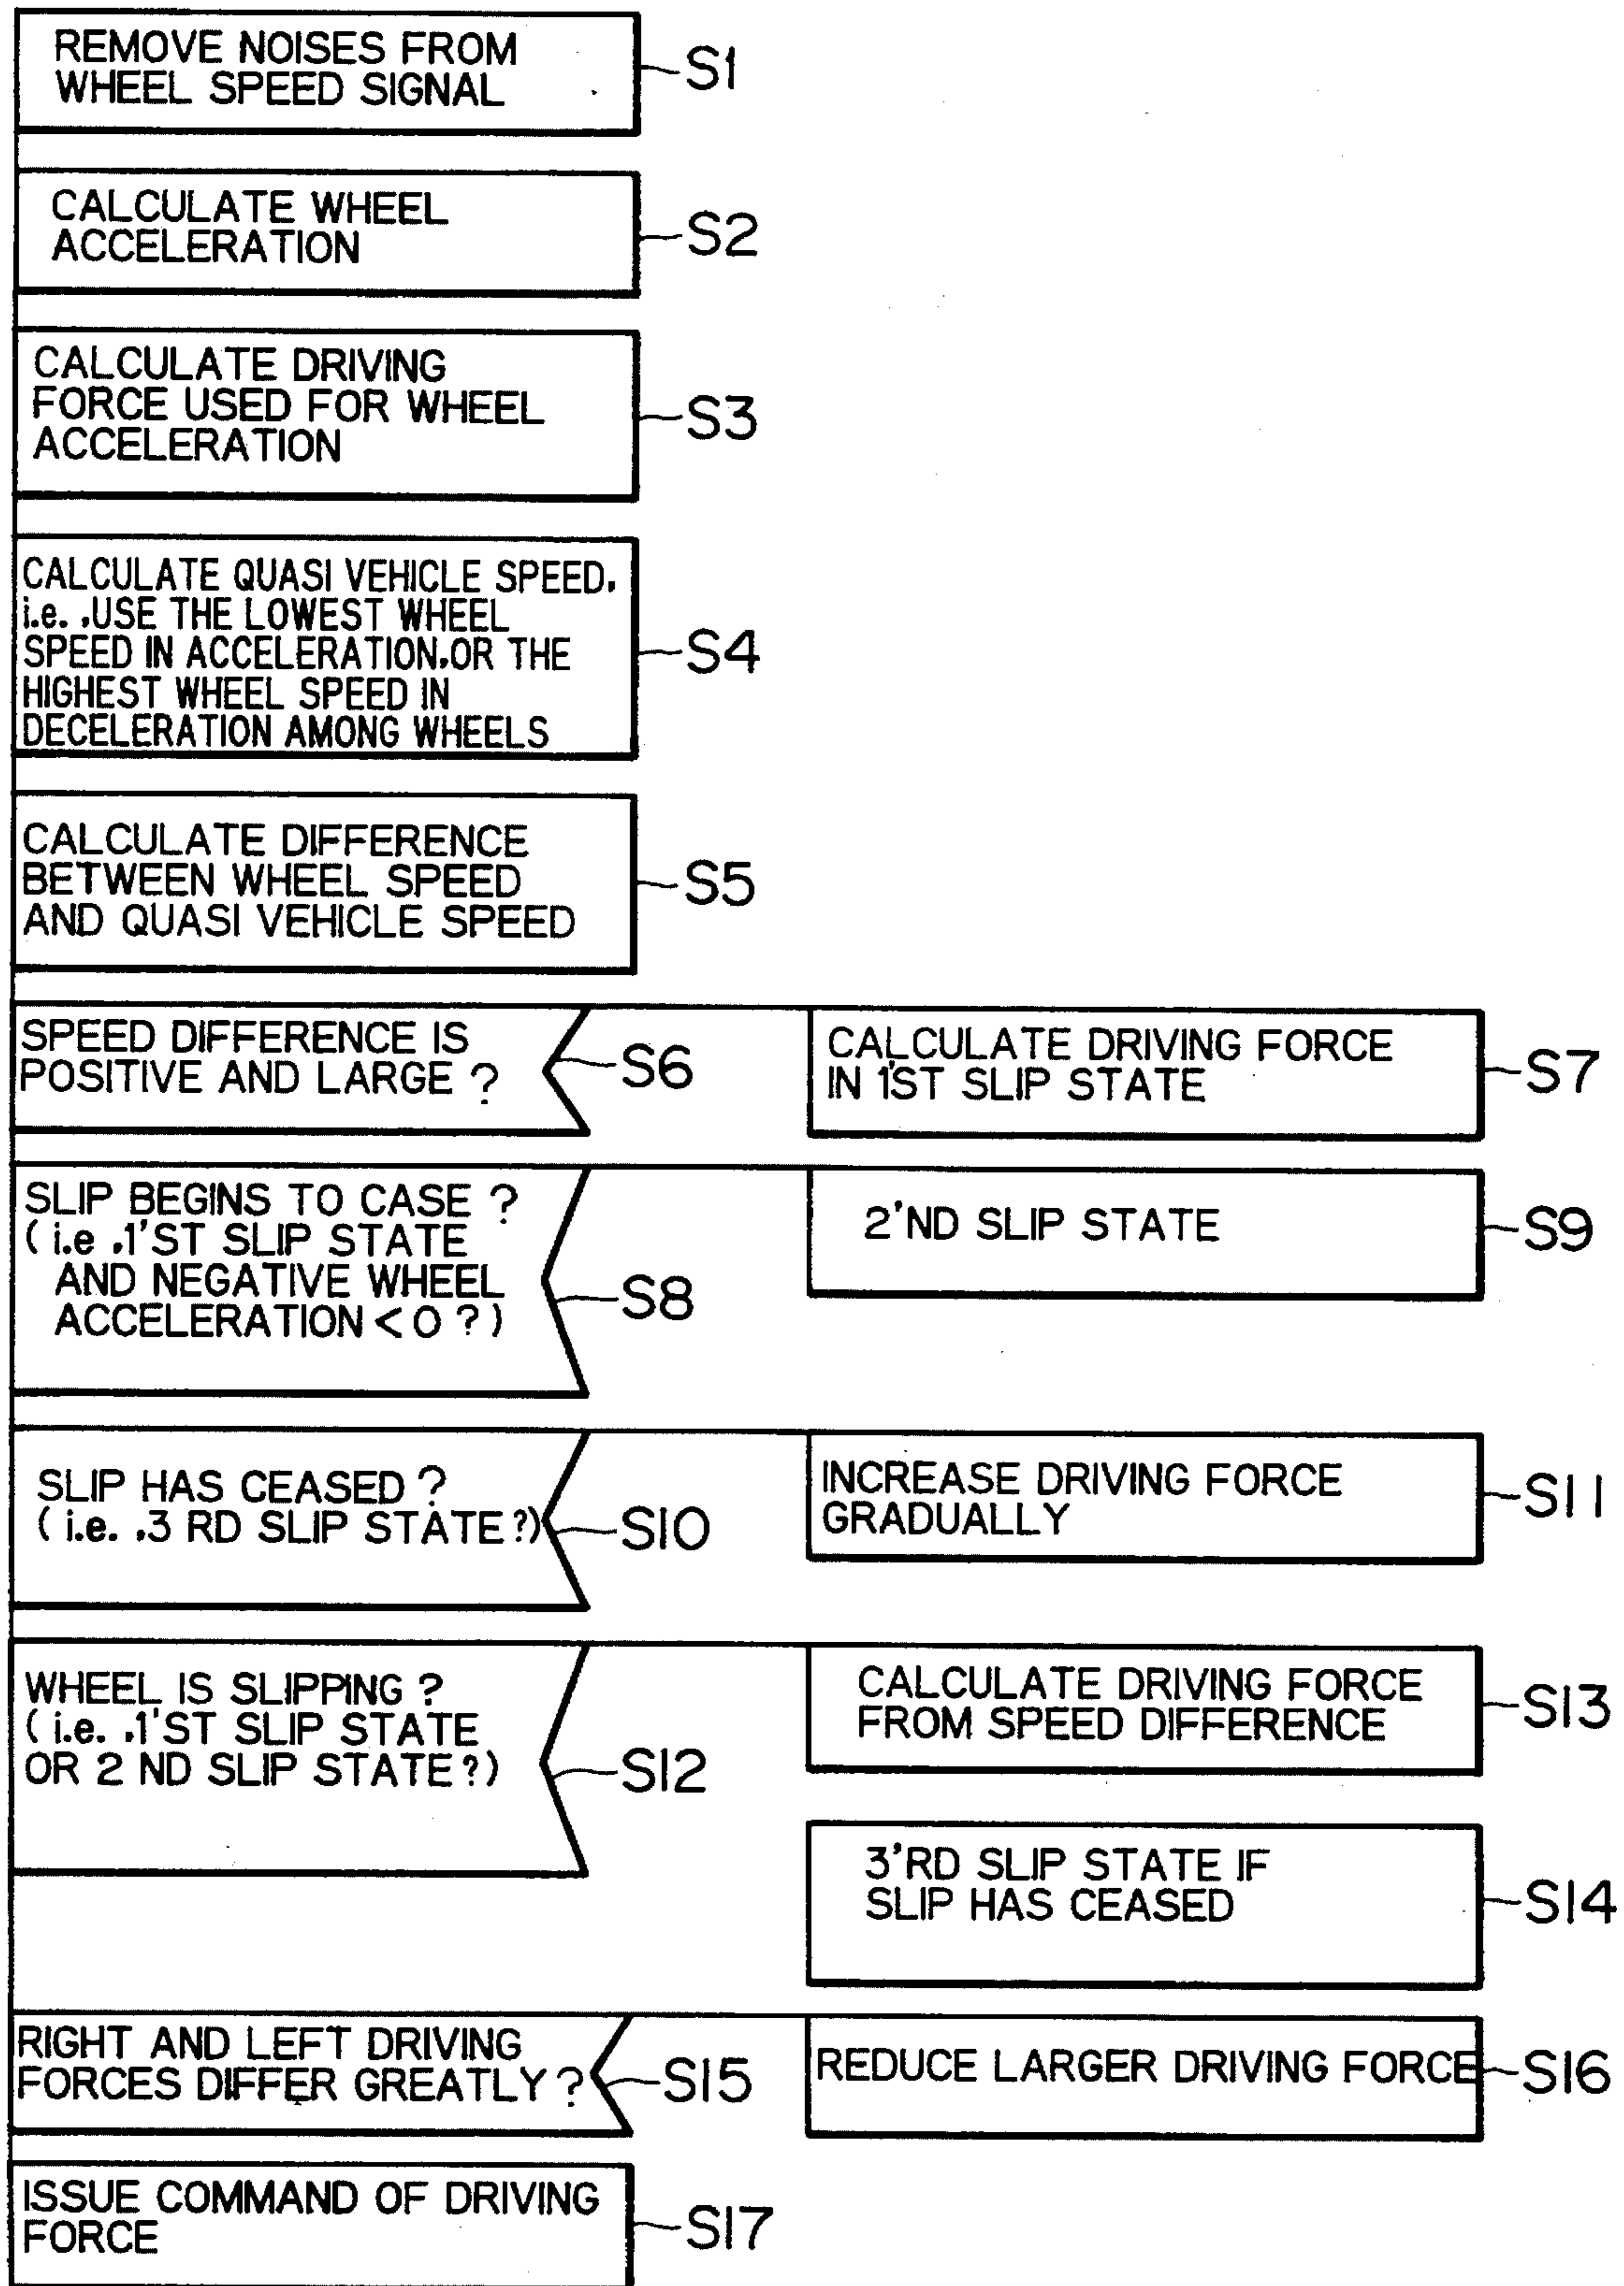 REMOVE NOISES FROM
WHEEL SPEED SIGNAL
S1
CALCULATE WHEEL
ACCELERATION
S2
CALCULATE DRIVING
FORCE USED FOR WHEEL
ACCELERATION
S3
CALCULATE QUASI VEHICLE SPEED,
i.e. ,USE THE LOWEST WHEEL
SPEED IN ACCELERATION,OR THE
HIGHEST WHEEL SPEED IN
DECELERATION AMONG WHEELS
S4
CALCULATE DIFFERENCE
BETWEEN WHEEL SPEED
AND QUASI VEHICLE SPEED
S5
SPEED DIFFERENCE IS
POSITIVE AND LARGE ?
S6
CALCULATE DRIVING FORCE
IN 1'ST SLIP STATE
S7
SLIP BEGINS TO CASE ?
( i.e ,1'ST SLIP STATE
AND NEGATIVE WHEEL
ACCELERATION < 0 ? )
S8
2'ND SLIP STATE
S9
SLIP HAS CEASED ?
( i.e. ,3 RD SLIP STATE ?)
S10
INCREASE DRIVING FORCE
GRADUALLY
S11
WHEEL IS SLIPPING ?
( i.e. ,1'ST SLIP STATE
OR 2 ND SLIP STATE ?)
S12
CALCULATE DRIVING FORCE
FROM SPEED DIFFERENCE
S13
3'RD SLIP STATE IF
SLIP HAS CEASED
S14
RIGHT AND LEFT DRIVING
FORCES DIFFER GREATLY ?
S15
REDUCE LARGER DRIVING FORCE
S16
ISSUE COMMAND OF DRIVING
FORCE
S17